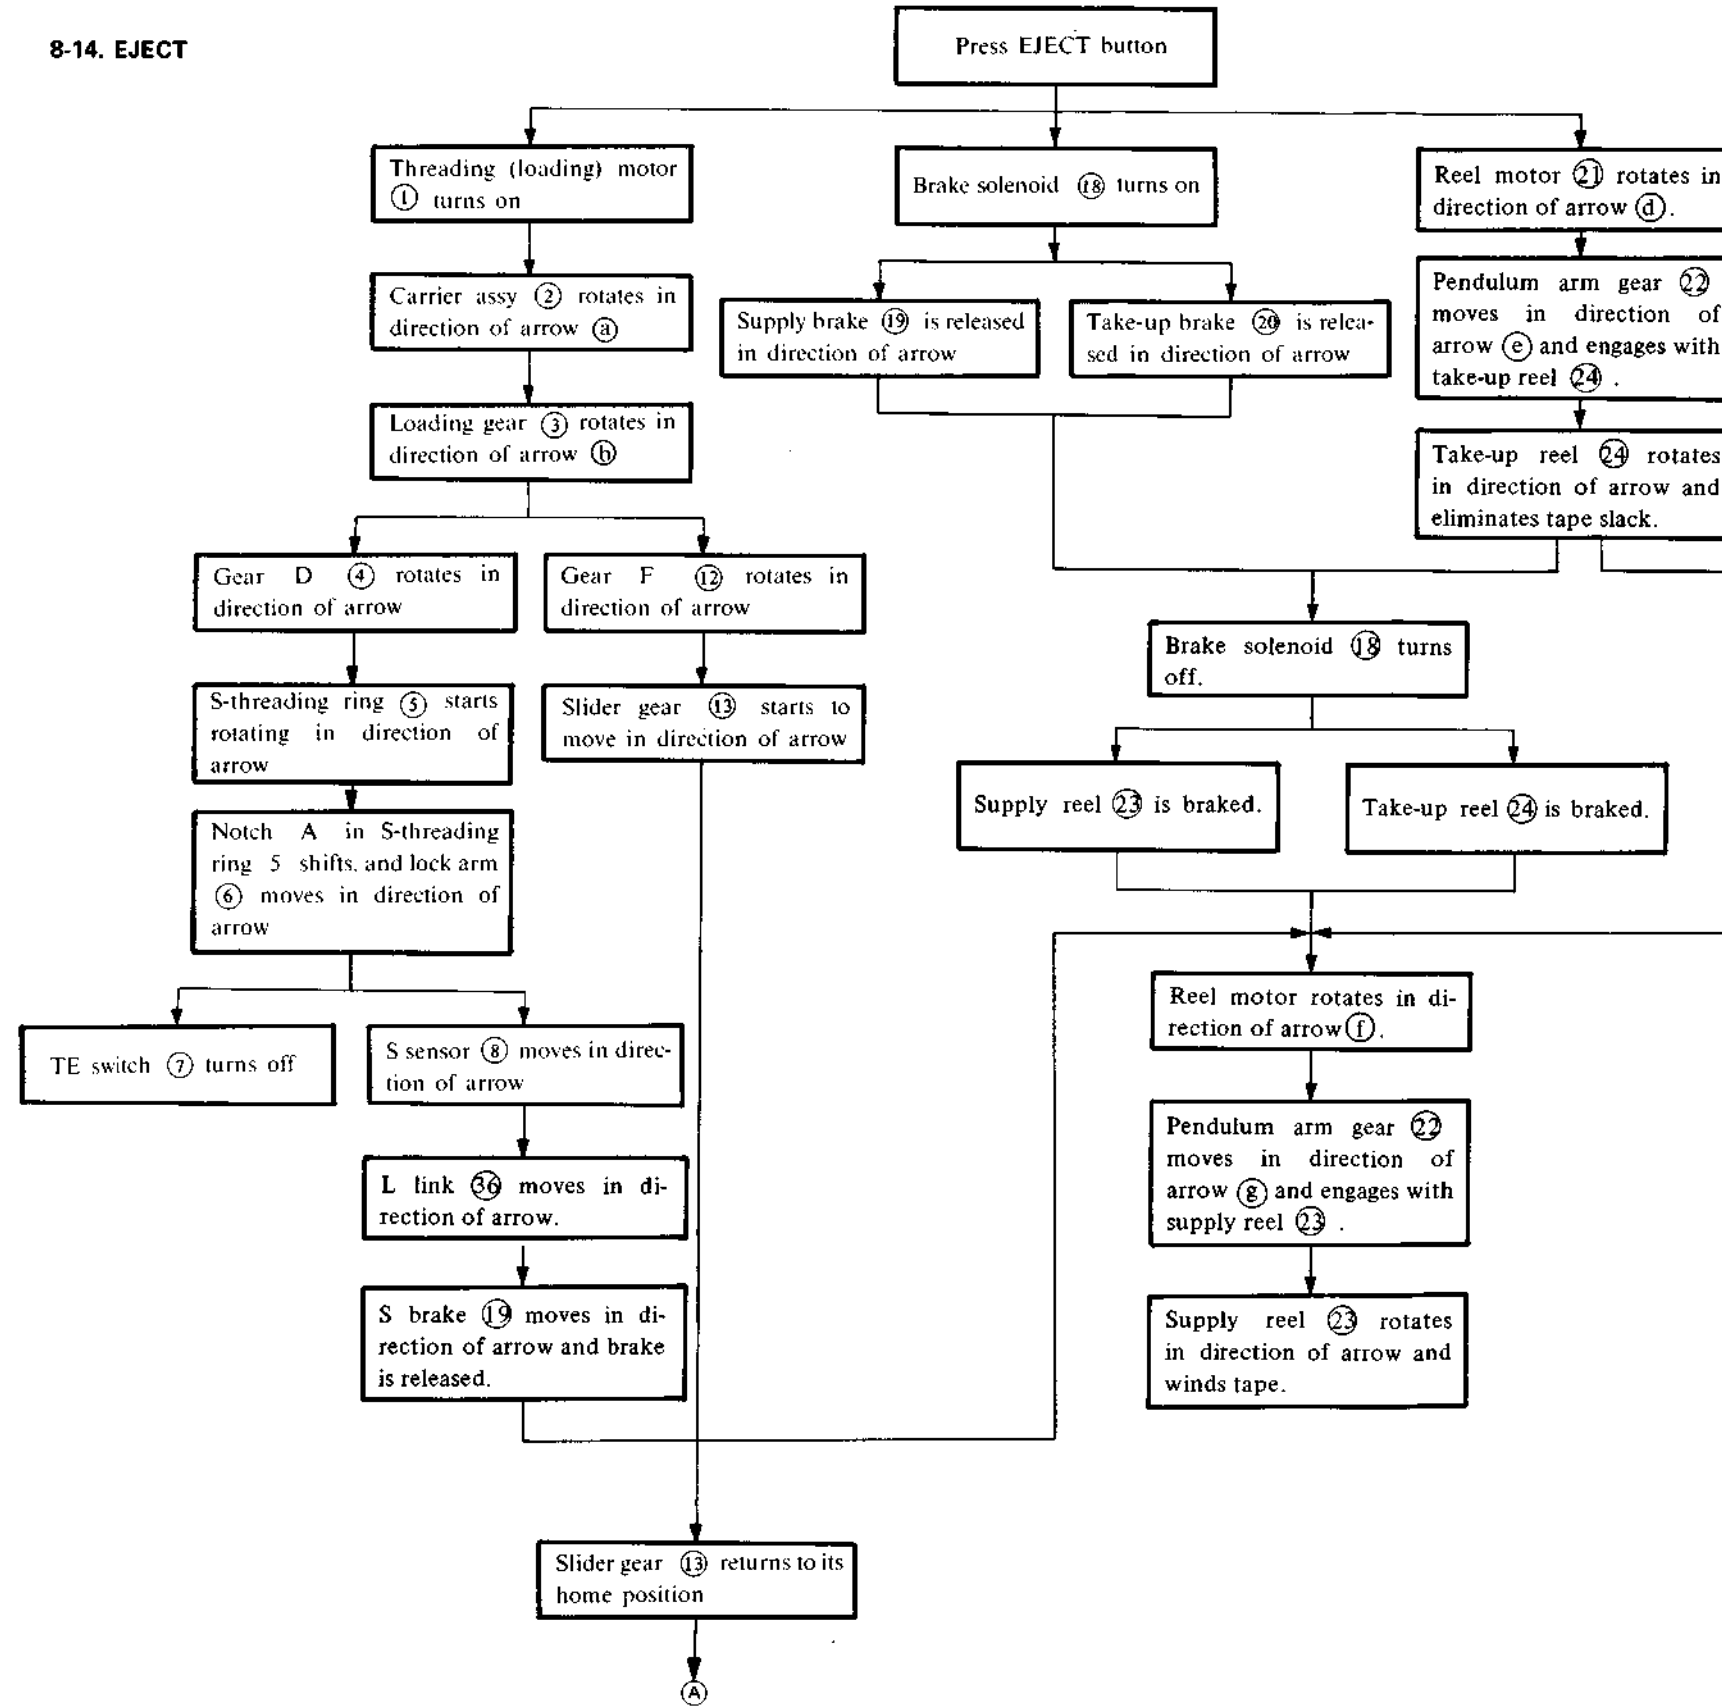 8-14. EJECT
Press EJECT button
Threading (loading) motor
① turns on
Brake solenoid ⑱ turns on
Reel motor ㉑ rotates in
direction of arrow ⓓ.
Carrier assy ② rotates in
direction of arrow ⓐ
Supply brake ⑲ is released
in direction of arrow
Take-up brake ⑳ is relea-
sed in direction of arrow
Pendulum arm gear ㉒
moves in direction of
arrow ⓔ and engages with
take-up reel ㉔ .
Loading gear ③ rotates in
direction of arrow ⓑ
Take-up reel ㉔ rotates
in direction of arrow and
eliminates tape slack.
Gear D ④ rotates in
direction of arrow
Gear F ⑫ rotates in
direction of arrow
Brake solenoid ⑱ turns
off.
S-threading ring ⑤ starts
rotating in direction of
arrow
Slider gear ⑬ starts to
move in direction of arrow
Supply reel ㉓ is braked.
Take-up reel ㉔ is braked.
Notch A in S-threading
ring 5 shifts, and lock arm
⑥ moves in direction of
arrow
Reel motor rotates in di-
rection of arrow ⓕ.
TE switch ⑦ turns off
S sensor ⑧ moves in direc-
tion of arrow
Pendulum arm gear ㉒
moves in direction of
arrow ⓖ and engages with
supply reel ㉓ .
L link ㊱ moves in di-
rection of arrow.
S brake ⑲ moves in di-
rection of arrow and brake
is released.
Supply reel ㉓ rotates
in direction of arrow and
winds tape.
Slider gear ⑬ returns to its
home position
Ⓐ